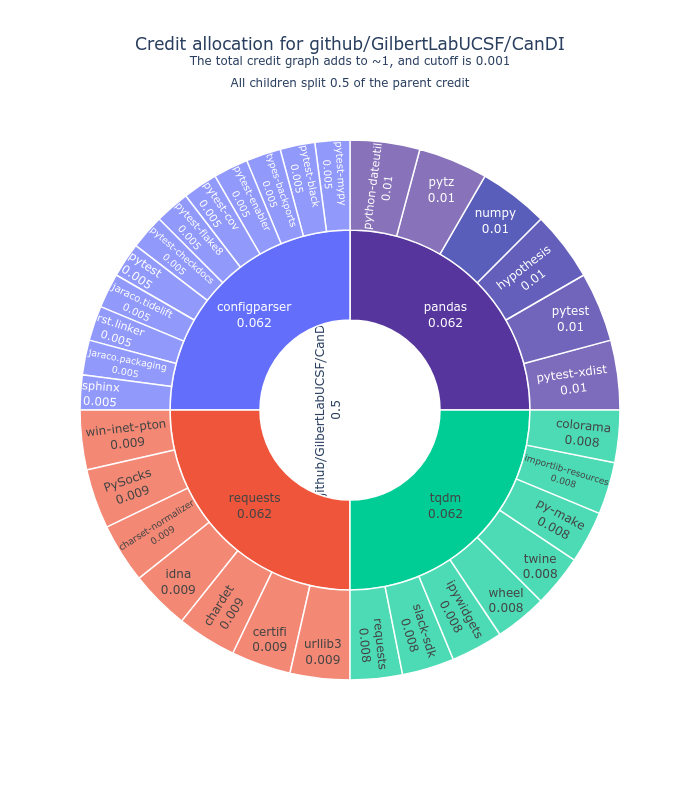 Credit allocation for github/GilbertLabUCSF/CanDI
The total credit graph adds to ~1, and cutoff is 0.001
All children split 0.5 of the parent credit
github/GilbertLabUCSF/CanDI
0.5
pandas
0.062
python-dateutil
0.01
pytz
0.01
numpy
0.01
hypothesis
0.01
pytest
0.01
pytest-xdist
0.01
tqdm
0.062
colorama
0.008
importlib-resources
0.008
py-make
0.008
twine
0.008
wheel
0.008
ipywidgets
0.008
slack-sdk
0.008
requests
0.008
requests
0.062
urllib3
0.009
certifi
0.009
chardet
0.009
idna
0.009
charset-normalizer
0.009
PySocks
0.009
win-inet-pton
0.009
configparser
0.062
sphinx
0.005
jaraco.packaging
0.005
rst.linker
0.005
jaraco.tidelift
0.005
pytest
0.005
pytest-checkdocs
0.005
pytest-flake8
0.005
pytest-cov
0.005
pytest-enabler
0.005
types-backports
0.005
pytest-black
0.005
pytest-mypy
0.005